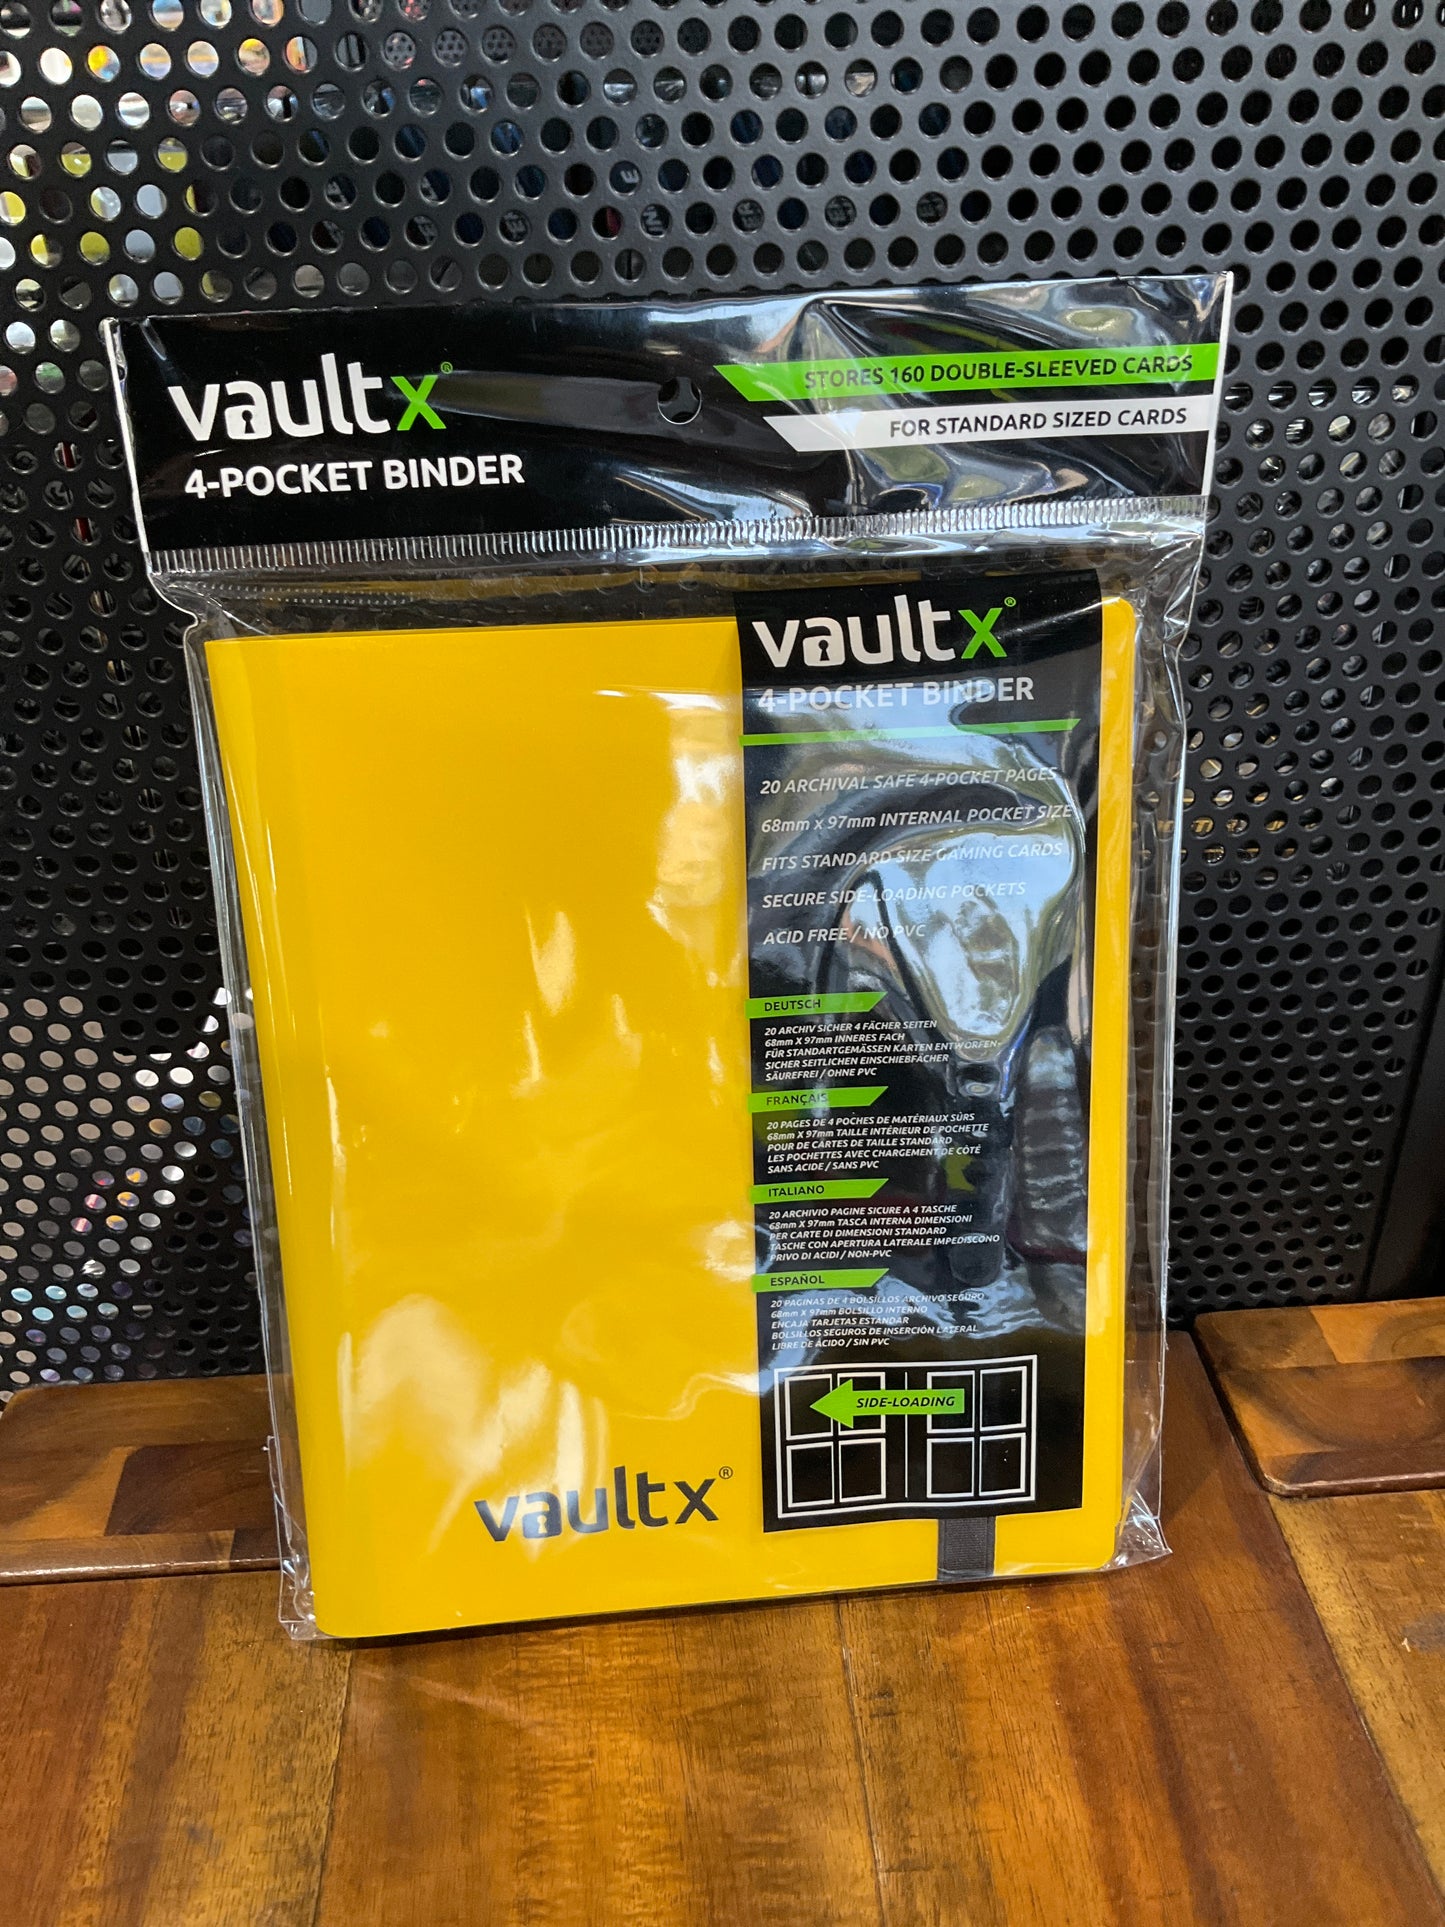 vaultx®
4-POCKET BINDER
STORES 160 DOUBLE-SLEEVED CARDS
FOR STANDARD SIZED CARDS
vaultx®
4-POCKET BINDER
20 ARCHIVAL SAFE 4-POCKET PAGES
68mm x 97mm INTERNAL POCKET SIZE
FITS STANDARD SIZE GAMING CARDS
SECURE SIDE-LOADING POCKETS
ACID FREE / NO PVC
DEUTSCH
20 ARCHIV SICHER 4 FÄCHER SEITEN
68mm X 97mm INNERES FACH
FÜR STANDARTGEMÄSSEN KARTEN ENTWORFEN-
SICHER SEITLICHEN EINSCHIEBFÄCHER
SÄUREFREI / OHNE PVC
FRANÇAIS
20 PAGES DE 4 POCHES DE MATÉRIAUX SÛRS
68mm X 97mm TAILLE INTÉRIEUR DE POCHETTE
POUR DE CARTES DE TAILLE STANDARD
LES POCHETTES AVEC CHARGEMENT DE CÔTÉ
SANS ACIDE / SANS PVC
ITALIANO
20 ARCHIVIO PAGINE SICURE A 4 TASCHE
68mm X 97mm TASCA INTERNA DIMENSIONI
PER CARTE DI DIMENSIONI STANDARD
TASCHE CON APERTURA LATERALE IMPEDISCONO
PRIVO DI ACIDI / NON-PVC
ESPAÑOL
20 PAGINAS DE 4 BOLSILLOS ARCHIVO SEGURO
68mm X 97mm BOLSILLO INTERNO
ENCAJA TARJETAS ESTÁNDAR
BOLSILLOS SEGUROS DE INSERCIÓN LATERAL
LIBRE DE ÁCIDO / SIN PVC
SIDE-LOADING
vaultx®